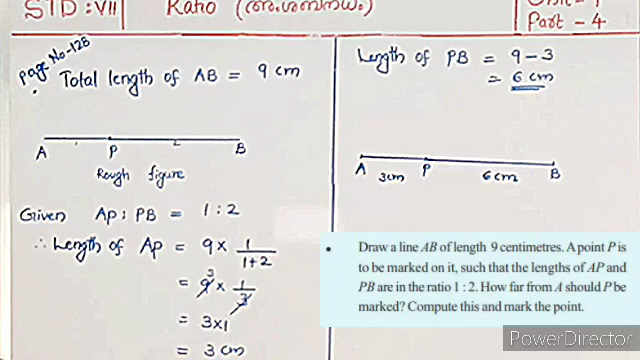 STD : VII
Ratio (അംശബന്ധം)
Part - 4
Page No-128
Total length of AB = 9 cm
A P B
Rough figure
Given AP : PB = 1 : 2
∴ Length of AP = 9 × 1/(1+2)
= 9 3 × 1/3
= 3×1
= 3 cm
Length of PB = 9 - 3
= 6 cm
A 3cm P 6cm B
• Draw a line AB of length 9 centimetres. A point P is
to be marked on it, such that the lengths of AP and
PB are in the ratio 1 : 2. How far from A should P be
marked? Compute this and mark the point.
PowerDirector